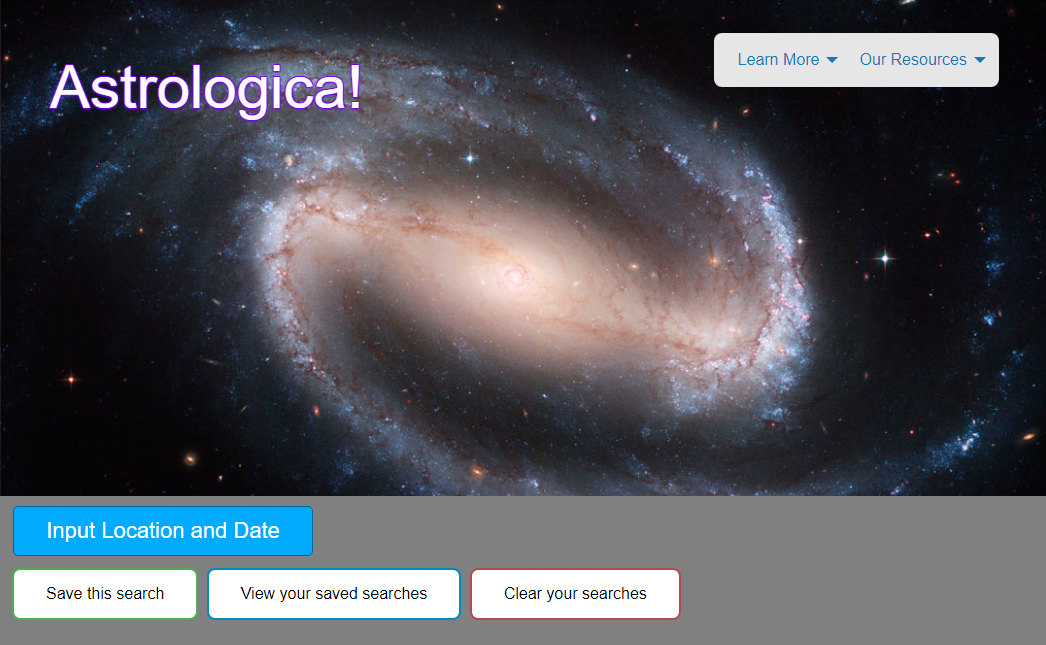 Astrologica!
Learn More
Our Resources
Input Location and Date
Save this search
View your saved searches
Clear your searches